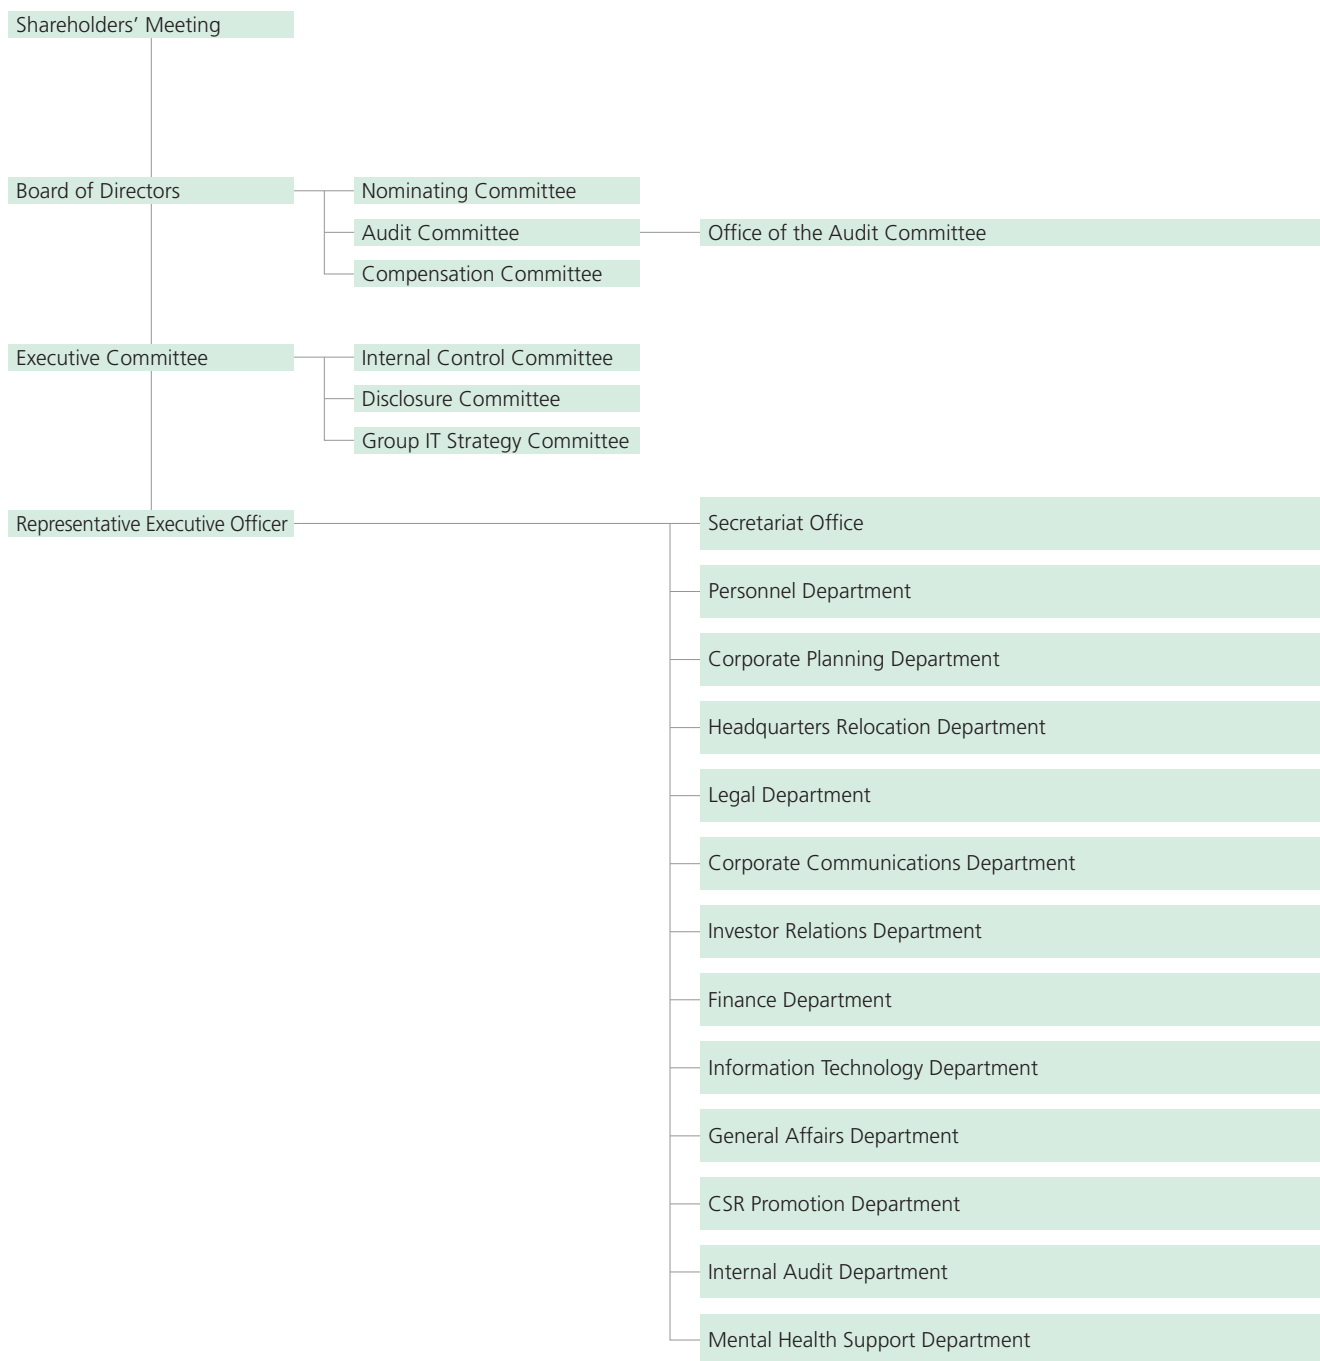 Shareholders’ Meeting
Board of Directors
Nominating Committee
Audit Committee
Office of the Audit Committee
Compensation Committee
Executive Committee
Internal Control Committee
Disclosure Committee
Group IT Strategy Committee
Representative Executive Officer
Secretariat Office
Personnel Department
Corporate Planning Department
Headquarters Relocation Department
Legal Department
Corporate Communications Department
Investor Relations Department
Finance Department
Information Technology Department
General Affairs Department
CSR Promotion Department
Internal Audit Department
Mental Health Support Department